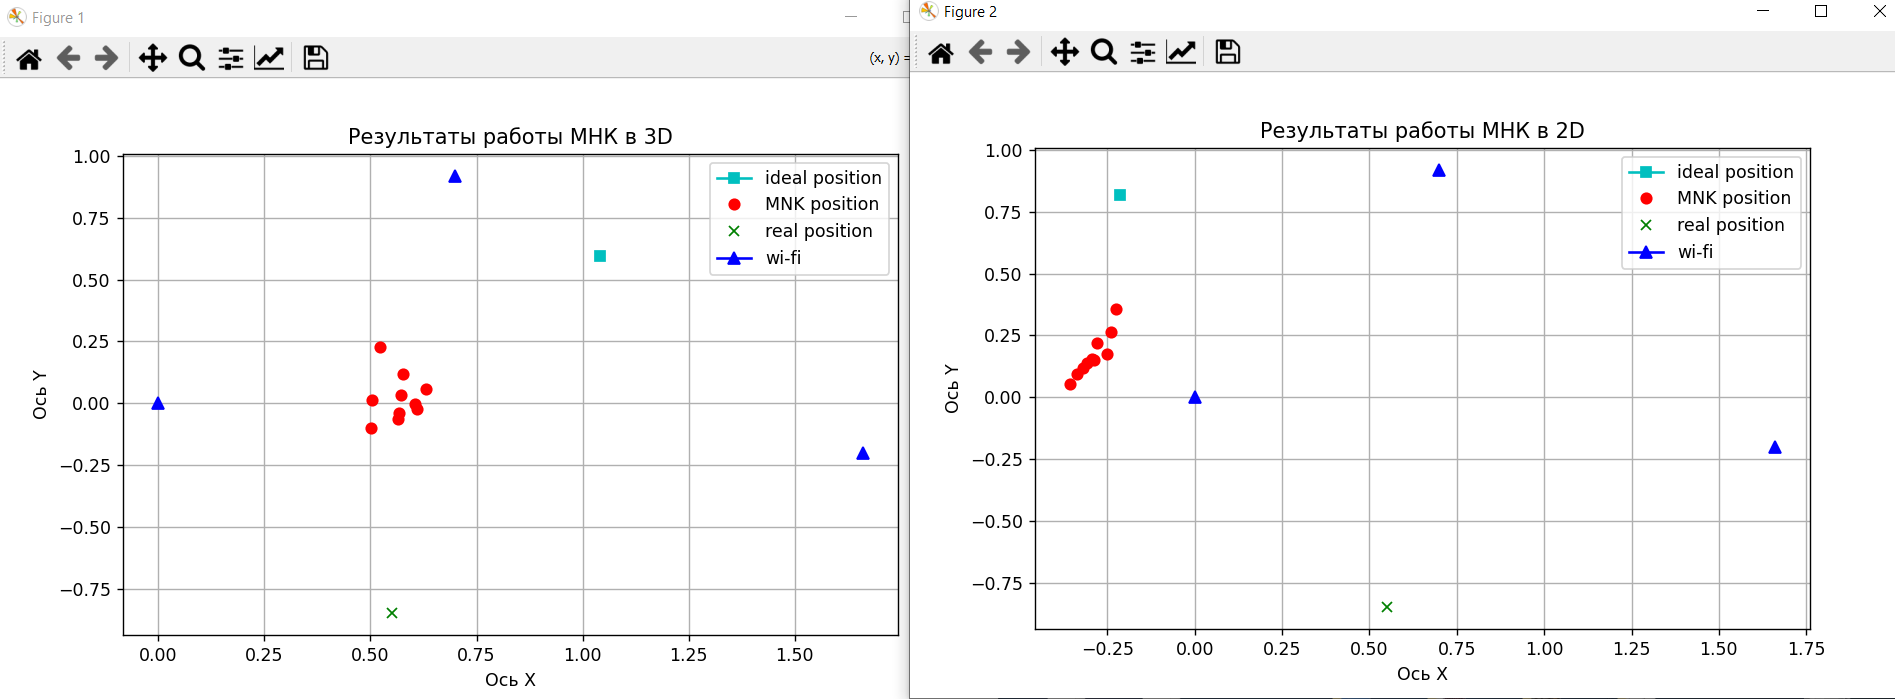 Figure 1
(x, y) =
Результаты работы МНК в 3D
1.00
0.75
0.50
0.25
0.00
−0.25
−0.50
−0.75
Ось Y
ideal position
MNK position
real position
wi-fi
0.00 0.25 0.50 0.75 1.00 1.25 1.50
Ось X
Figure 2
Результаты работы МНК в 2D
1.00
0.75
0.50
0.25
0.00
−0.25
−0.50
−0.75
Ось Y
ideal position
MNK position
real position
wi-fi
−0.25 0.00 0.25 0.50 0.75 1.00 1.25 1.50 1.75
Ось X